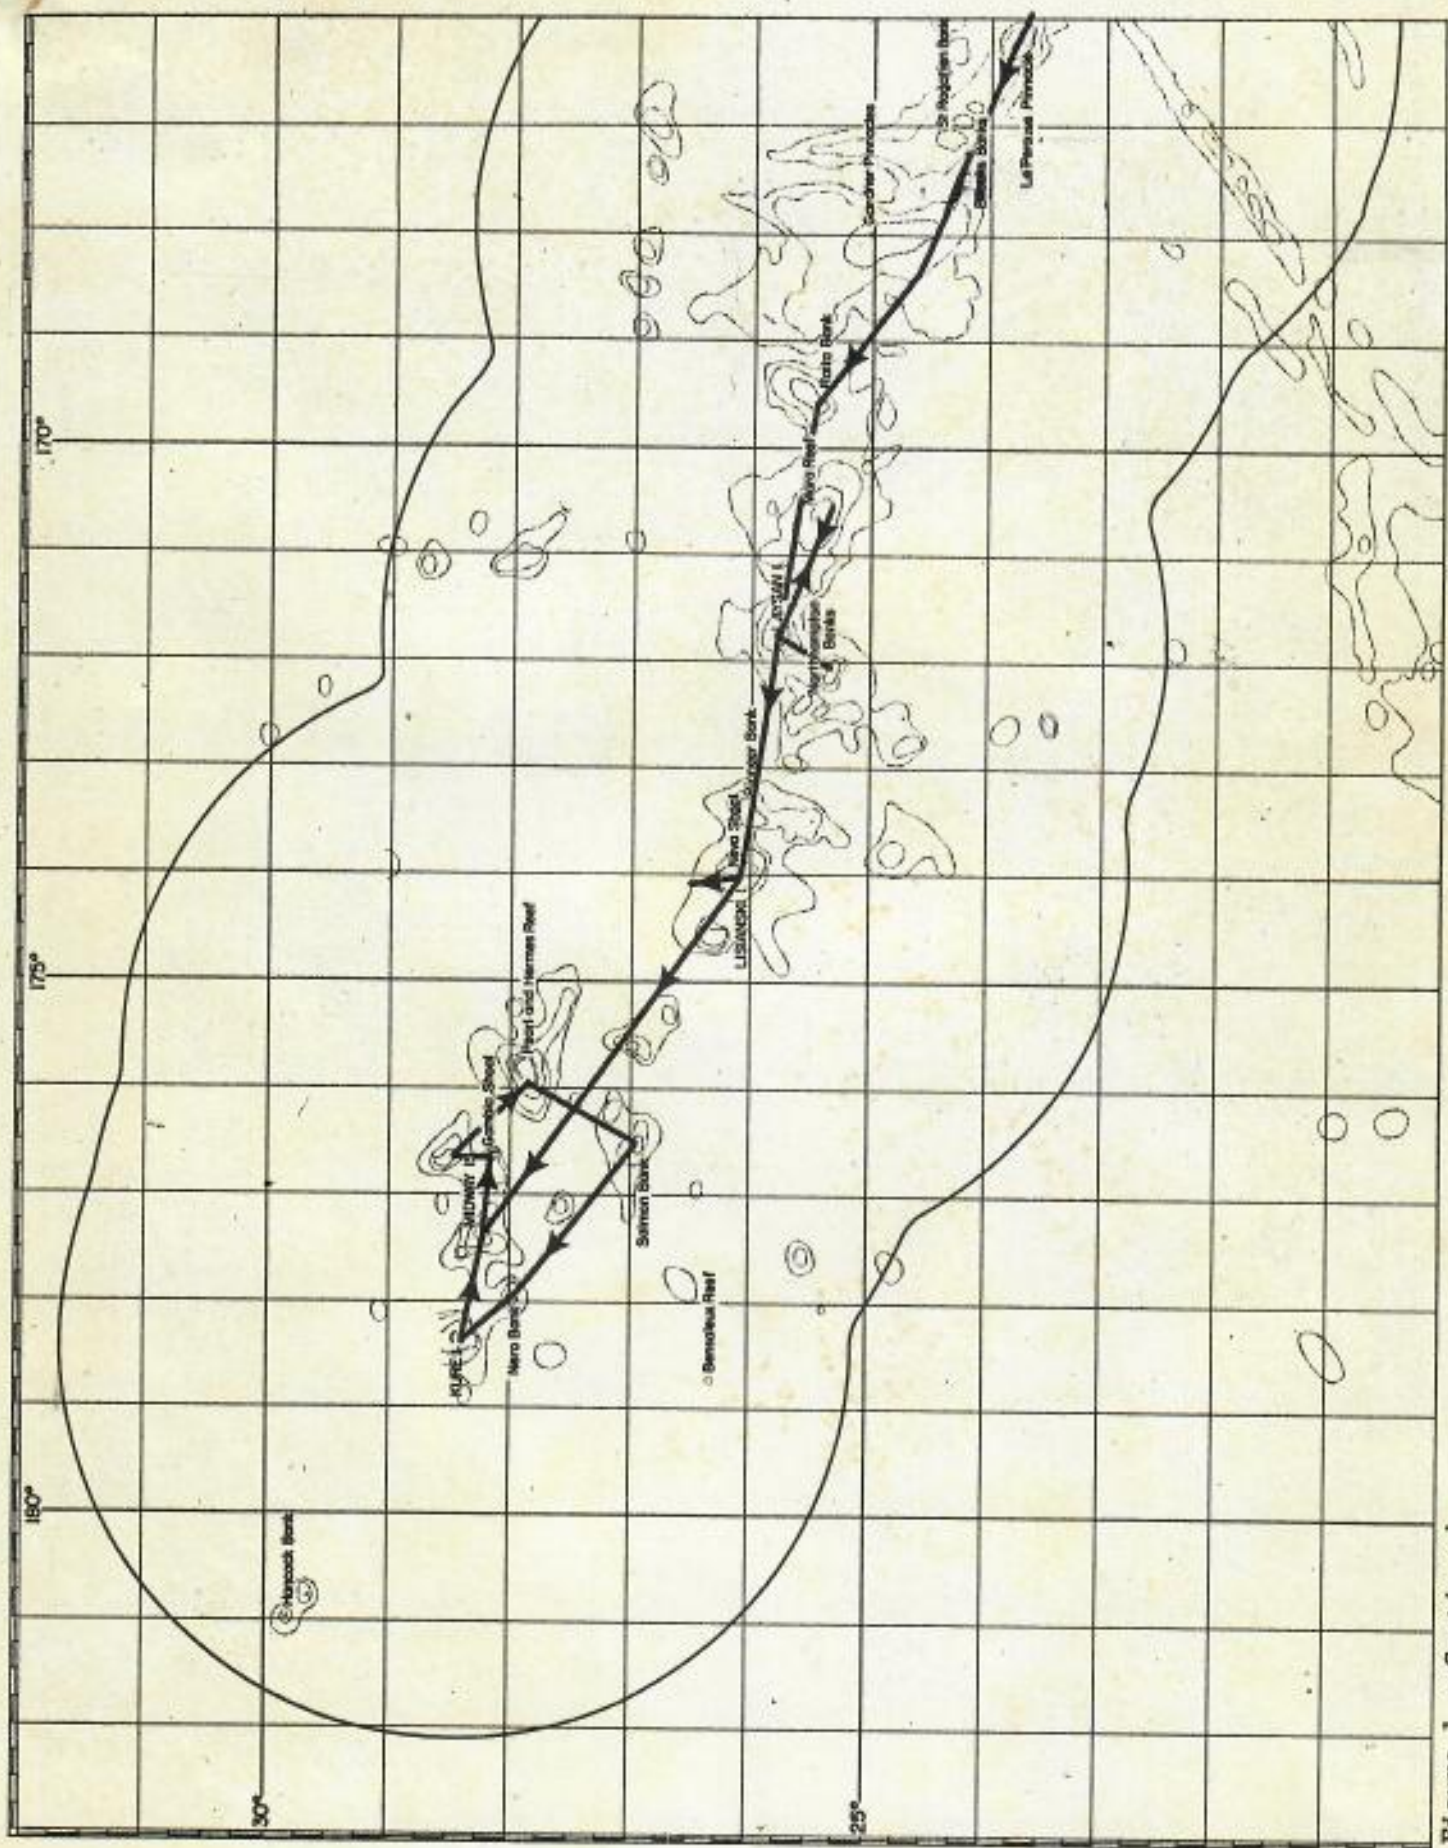 180°
175°
170°
30°
25°
Hancock Bank
KURE I.
Nero Bank
MIDWAY I.
Gambia Shoal
Pearl and Hermes Reef
Salmon Bank
Bensaleux Reef
LISIANSKI I.
Neva Shoal
Pioneer Bank
Northampton
Banks
LAYSAN I.
Maro Reef
Raita Bank
Gardner Pinnacles
St Rogatien Bank
Brooks Banks
La Perouse Pinnacle